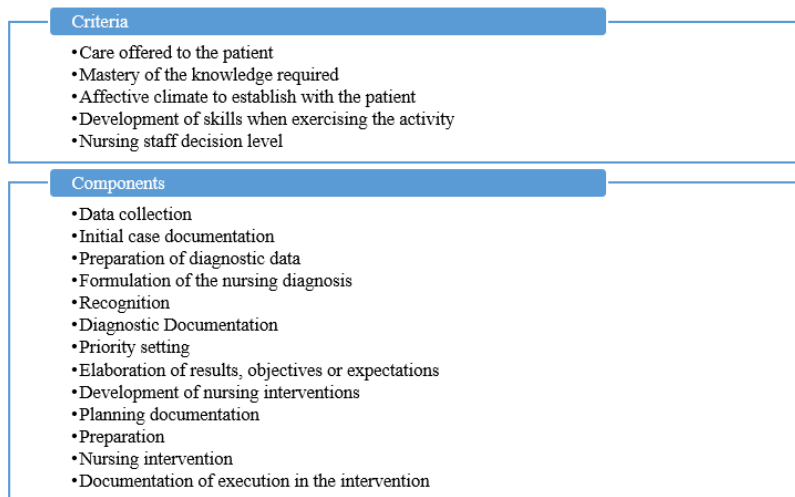 Criteria
•Care offered to the patient
•Mastery of the knowledge required
•Affective climate to establish with the patient
•Development of skills when exercising the activity
•Nursing staff decision level
Components
•Data collection
•Initial case documentation
•Preparation of diagnostic data
•Formulation of the nursing diagnosis
•Recognition
•Diagnostic Documentation
•Priority setting
•Elaboration of results, objectives or expectations
•Development of nursing interventions
•Planning documentation
•Preparation
•Nursing intervention
•Documentation of execution in the intervention